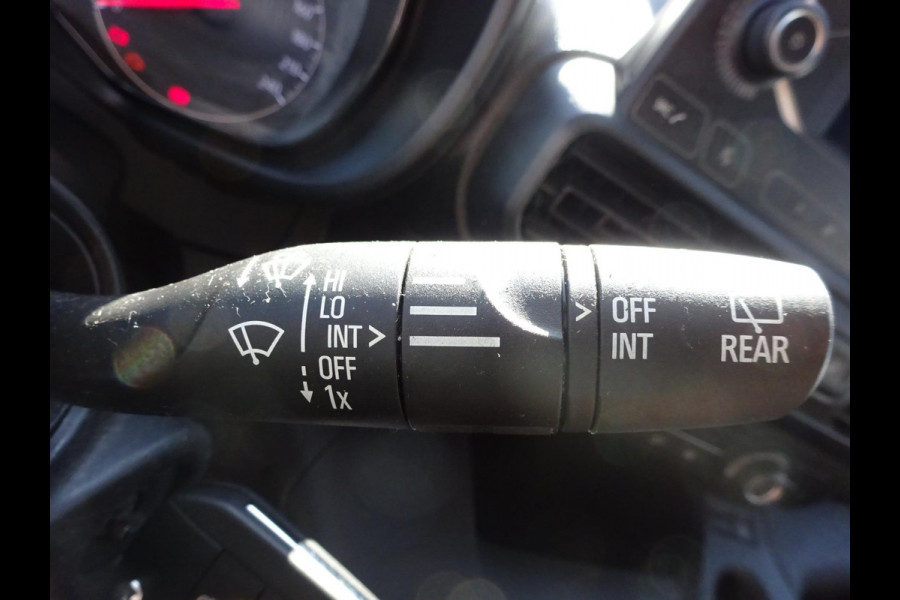 HI
LO
INT >
OFF
1x
> OFF
INT
REAR